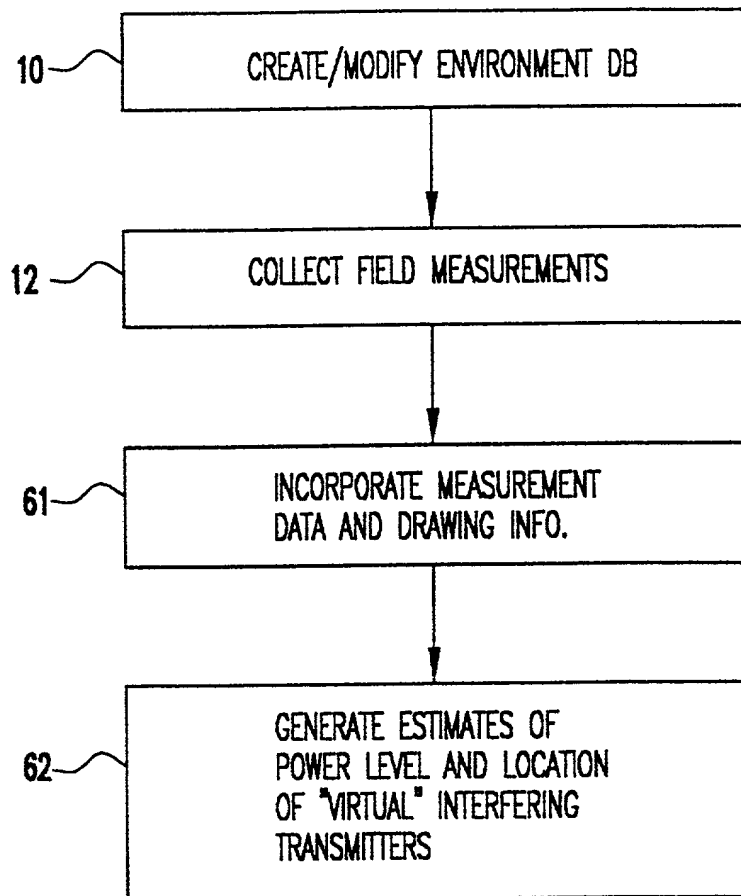 10
CREATE/MODIFY ENVIRONMENT DB
12
COLLECT FIELD MEASUREMENTS
61
INCORPORATE MEASUREMENT
DATA AND DRAWING INFO.
62
GENERATE ESTIMATES OF
POWER LEVEL AND LOCATION
OF "VIRTUAL" INTERFERING
TRANSMITTERS